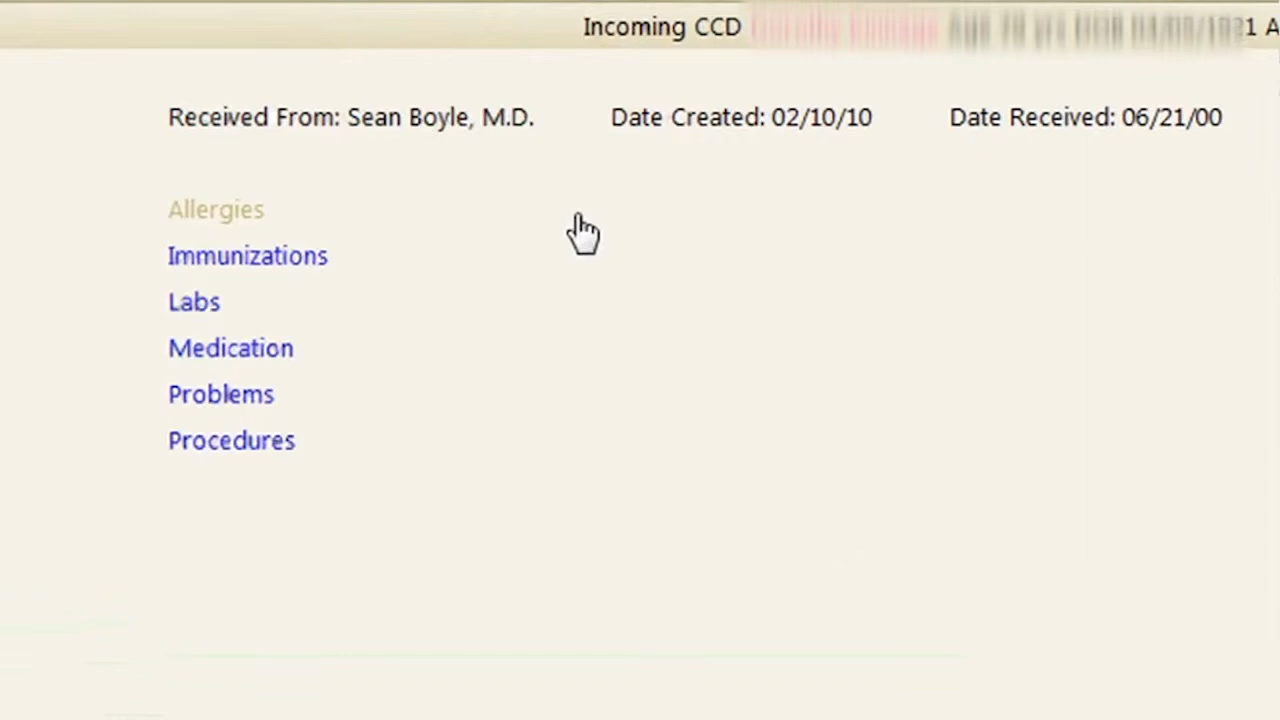 Incoming CCD
Received From: Sean Boyle, M.D. Date Created: 02/10/10 Date Received: 06/21/00
Allergies
Immunizations
Labs
Medication
Problems
Procedures